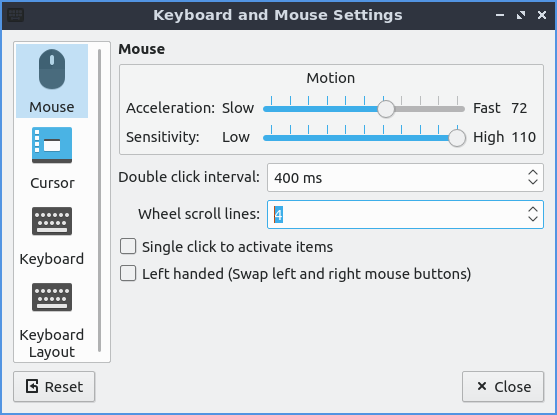 Keyboard and Mouse Settings
Mouse
Cursor
Keyboard
Keyboard
Layout
Mouse
Motion
Acceleration: Slow Fast 72
Sensitivity: Low High 110
Double click interval: 400 ms
Wheel scroll lines: 4
Single click to activate items
Left handed (Swap left and right mouse buttons)
Reset
Close